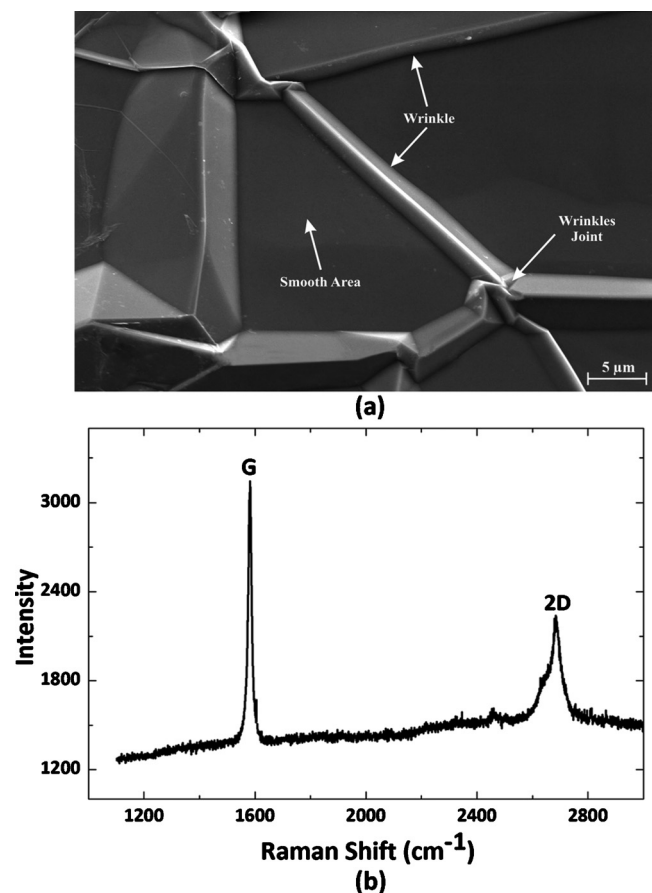 Wrinkle
Wrinkles
Joint
Smooth Area
5 µm
(a)
G
2D
3000
2400
1800
1200
Intensity
1200
1600
2000
2400
2800
Raman Shift (cm⁻¹)
(b)